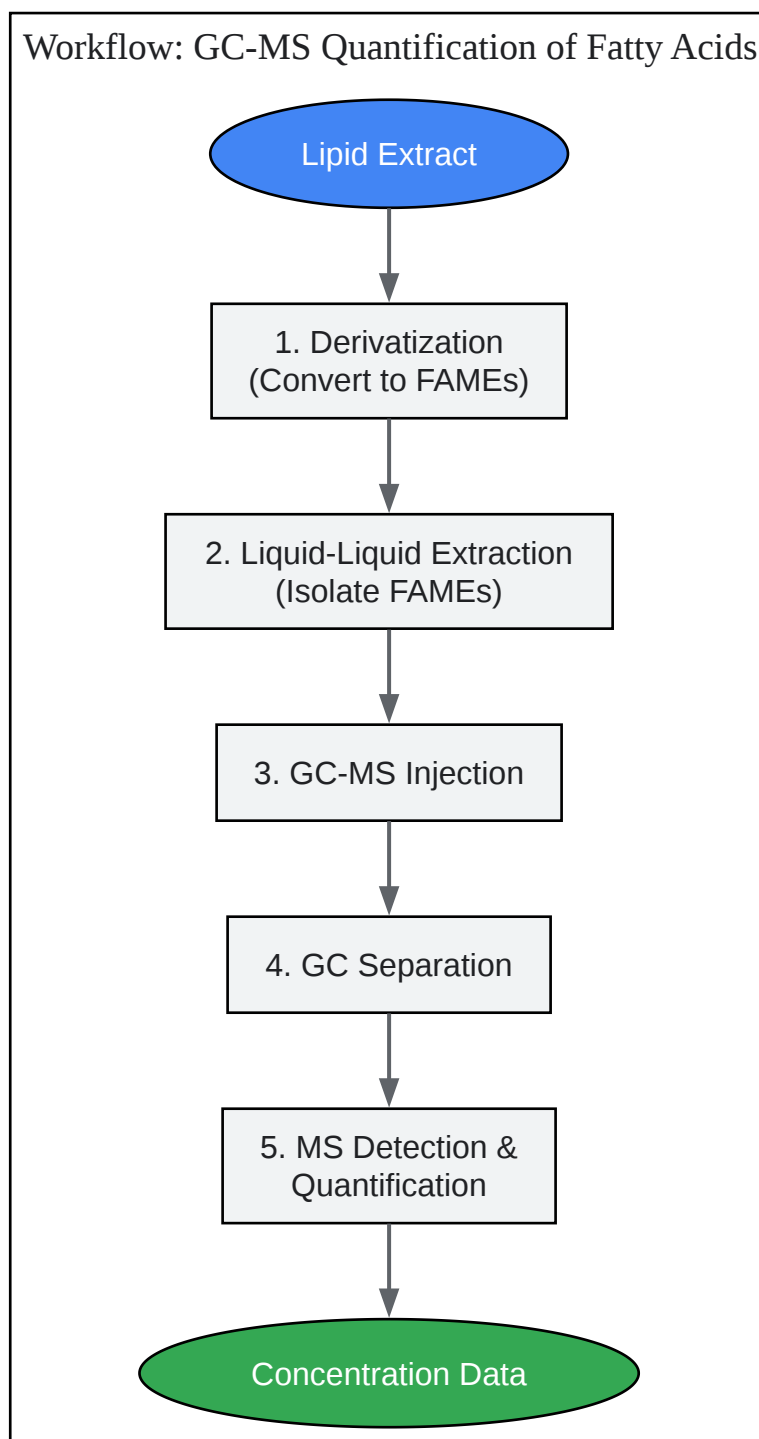 Workflow: GC-MS Quantification of Fatty Acids
Lipid Extract
1. Derivatization
(Convert to FAMEs)
2. Liquid-Liquid Extraction
(Isolate FAMEs)
3. GC-MS Injection
4. GC Separation
5. MS Detection &
Quantification
Concentration Data